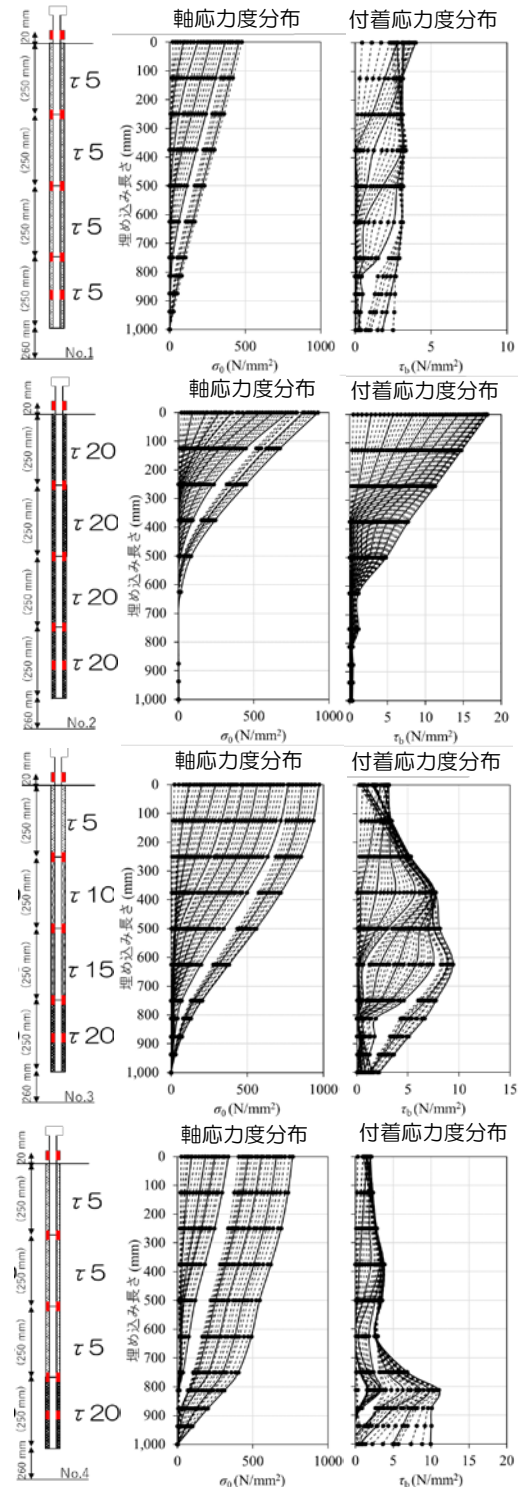 軸応力度分布
付着応力度分布
20 mm
(250 mm)
(250 mm)
(250 mm)
(250 mm)
260 mm
τ5
τ5
τ5
τ5
No.1
埋め込み長さ (mm)
0
100
200
300
400
500
600
700
800
900
1,000
0
500
1000
σ₀ (N/mm²)
0
5
10
τb (N/mm²)
軸応力度分布
付着応力度分布
20 mm
(250 mm)
(250 mm)
(250 mm)
(250 mm)
260 mm
τ20
τ20
τ20
τ20
No.2
埋め込み長さ (mm)
0
100
200
300
400
500
600
700
800
900
1,000
0
500
1000
σ₀ (N/mm²)
0
5
10
15
20
τb (N/mm²)
軸応力度分布
付着応力度分布
20 mm
(250 mm)
(250 mm)
(250 mm)
(250 mm)
260 mm
τ5
τ10
τ15
τ20
No.3
埋め込み長さ (mm)
0
100
200
300
400
500
600
700
800
900
1,000
0
500
1000
σ₀ (N/mm²)
0
5
10
15
τb (N/mm²)
軸応力度分布
付着応力度分布
20 mm
(250 mm)
(250 mm)
(250 mm)
(250 mm)
260 mm
τ5
τ5
τ5
τ20
No.4
埋め込み長さ (mm)
0
100
200
300
400
500
600
700
800
900
1,000
0
500
1000
σ₀ (N/mm²)
0
5
10
15
20
τb (N/mm²)